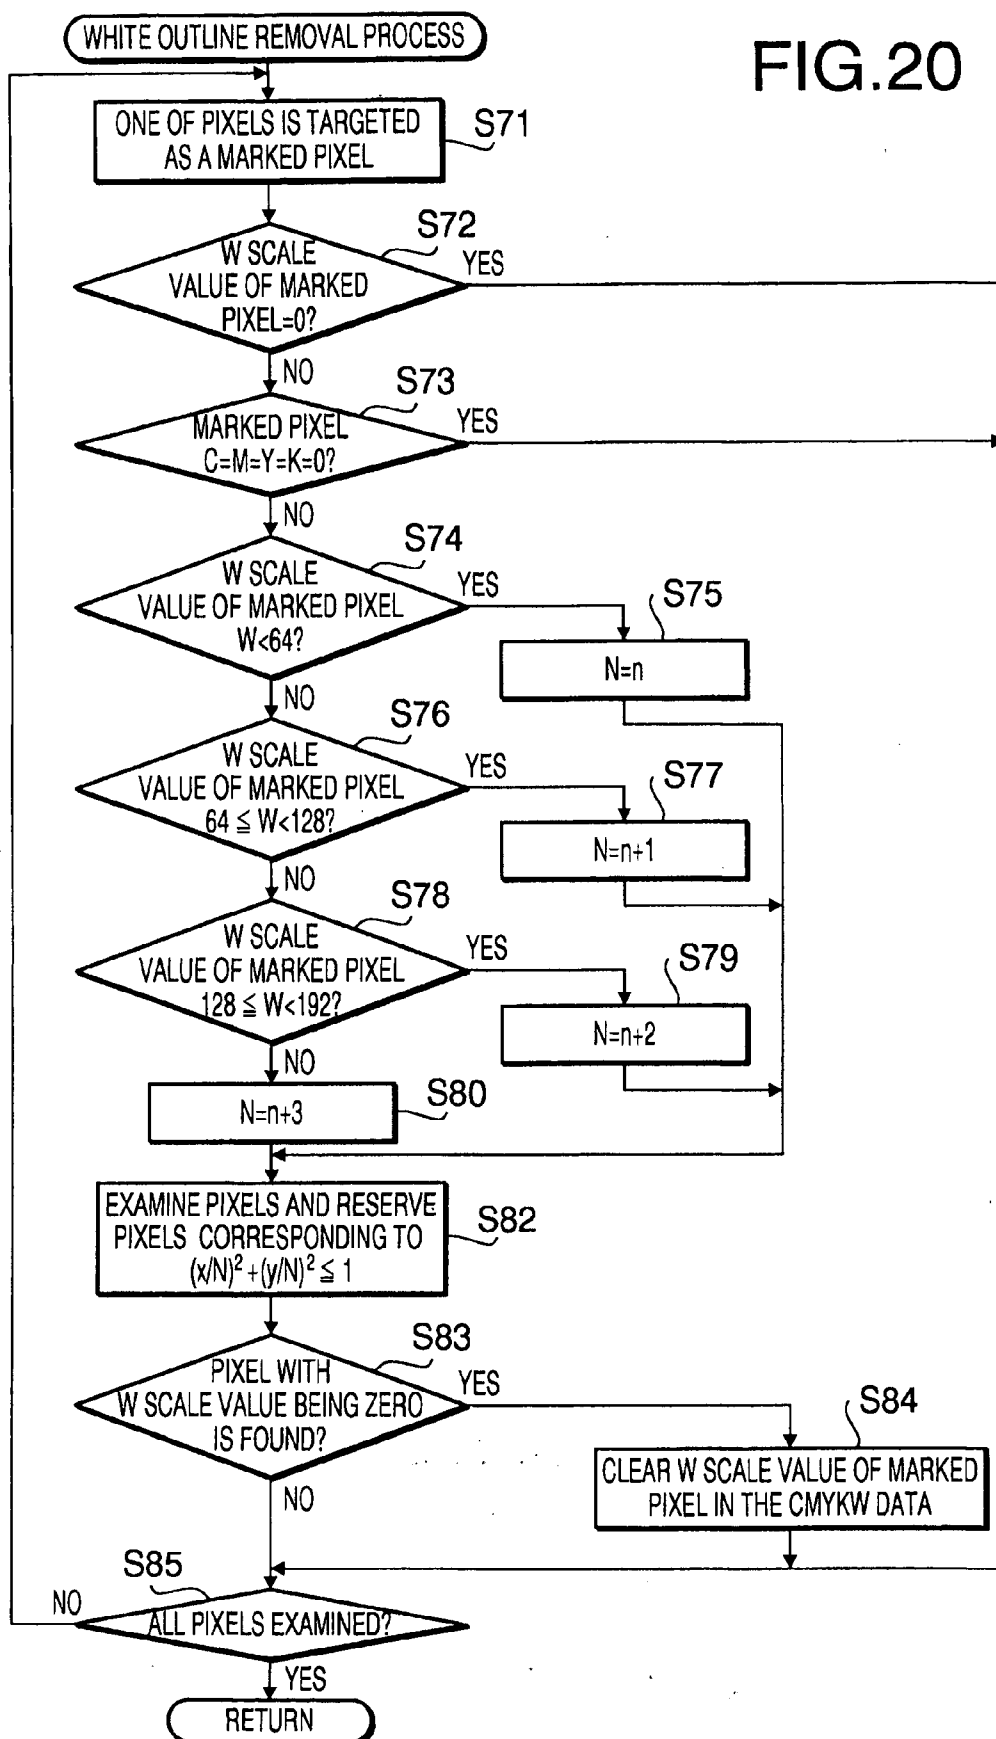 WHITE OUTLINE REMOVAL PROCESS
FIG.20
ONE OF PIXELS IS TARGETED
AS A MARKED PIXEL
S71
S72
W SCALE
VALUE OF MARKED
PIXEL=0?
YES
NO
S73
MARKED PIXEL
C=M=Y=K=0?
YES
NO
S74
W SCALE
VALUE OF MARKED PIXEL
W<64?
YES
S75
N=n
NO
S76
W SCALE
VALUE OF MARKED PIXEL
64 ≦ W<128?
YES
S77
N=n+1
NO
S78
W SCALE
VALUE OF MARKED PIXEL
128 ≦ W<192?
YES
S79
N=n+2
NO
N=n+3
S80
EXAMINE PIXELS AND RESERVE
PIXELS CORRESPONDING TO
(x/N)² +(y/N)² ≦ 1
S82
S83
PIXEL WITH
W SCALE VALUE BEING ZERO
IS FOUND?
YES
S84
CLEAR W SCALE VALUE OF MARKED
PIXEL IN THE CMYKW DATA
NO
S85
ALL PIXELS EXAMINED?
NO
YES
RETURN